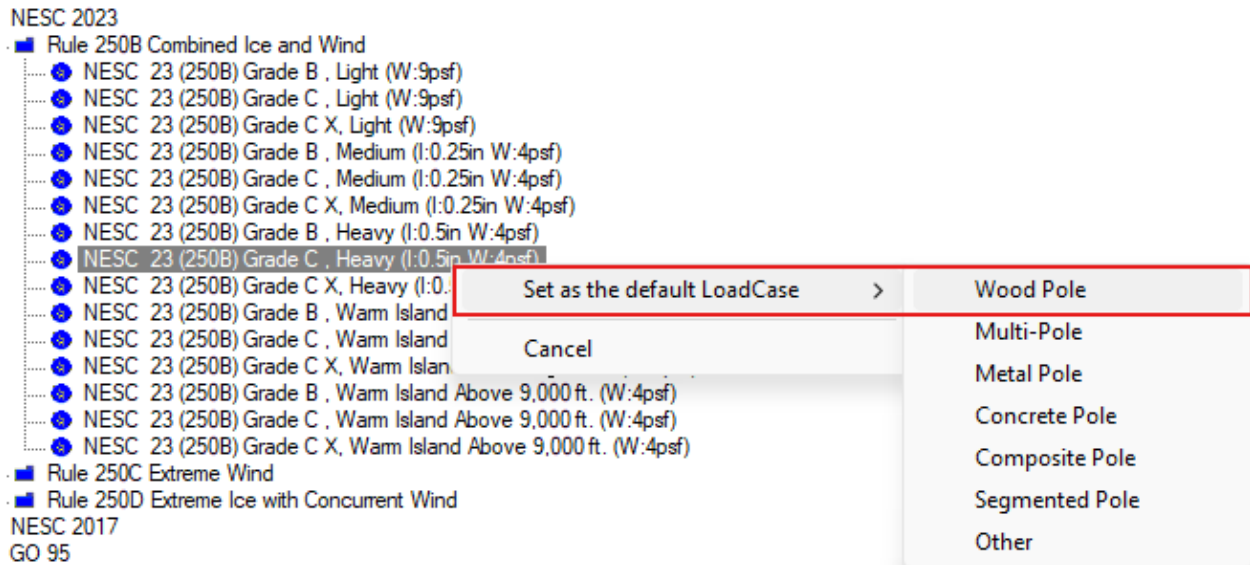 NESC 2023
Rule 250B Combined Ice and Wind
NESC 23 (250B) Grade B , Light (W:9psf)
NESC 23 (250B) Grade C , Light (W:9psf)
NESC 23 (250B) Grade C X, Light (W:9psf)
NESC 23 (250B) Grade B , Medium (I:0.25in W:4psf)
NESC 23 (250B) Grade C , Medium (I:0.25in W:4psf)
NESC 23 (250B) Grade C X, Medium (I:0.25in W:4psf)
NESC 23 (250B) Grade B , Heavy (I:0.5in W:4psf)
NESC 23 (250B) Grade C , Heavy (I:0.5in W:4psf)
NESC 23 (250B) Grade C X, Heavy (I:0.
NESC 23 (250B) Grade B , Warm Island
NESC 23 (250B) Grade C , Warm Island
NESC 23 (250B) Grade C X, Warm Islan
NESC 23 (250B) Grade B , Warm Island Above 9,000 ft. (W:4psf)
NESC 23 (250B) Grade C , Warm Island Above 9,000 ft. (W:4psf)
NESC 23 (250B) Grade C X, Warm Island Above 9,000 ft. (W:4psf)
Rule 250C Extreme Wind
Rule 250D Extreme Ice with Concurrent Wind
NESC 2017
GO 95
Set as the default LoadCase >
Cancel
Wood Pole
Multi-Pole
Metal Pole
Concrete Pole
Composite Pole
Segmented Pole
Other